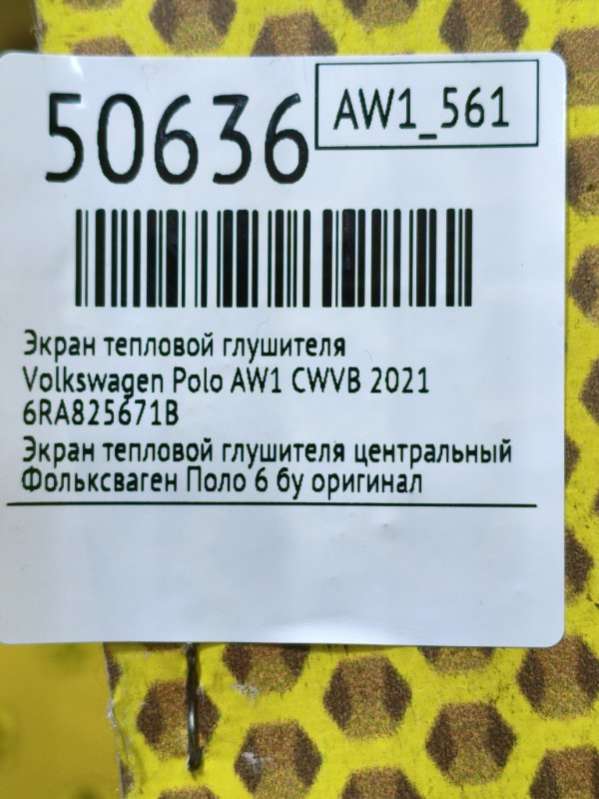 50636
AW1_561
Экран тепловой глушителя
Volkswagen Polo AW1 CWVB 2021
6RA825671B
Экран тепловой глушителя центральный
Фольксваген Поло 6 бу оригинал